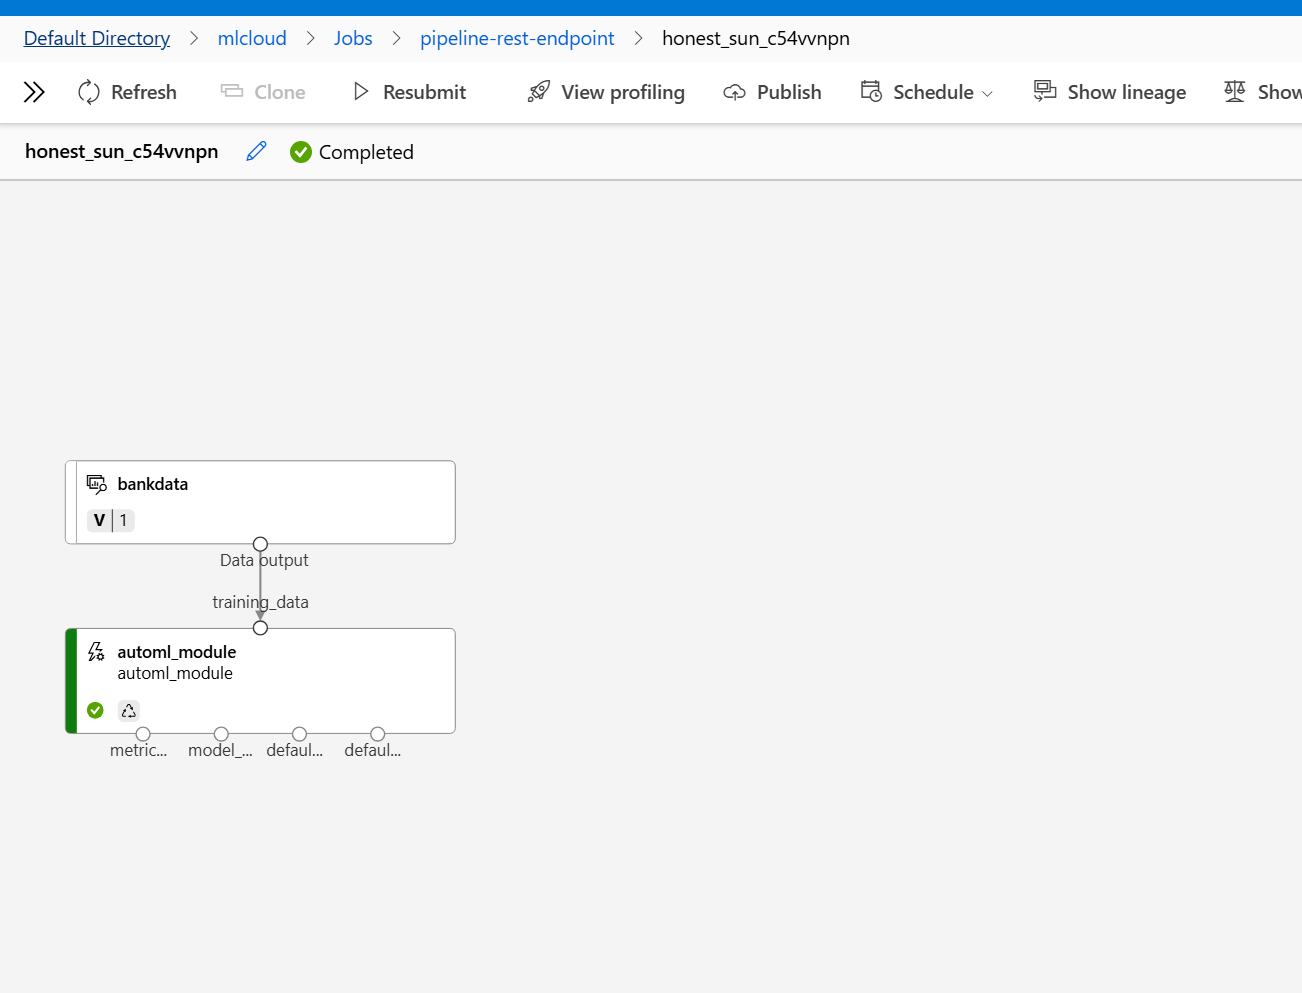 Default Directory > mlcloud > Jobs > pipeline-rest-endpoint > honest_sun_c54vvnpn
Refresh Clone Resubmit View profiling Publish Schedule Show lineage Show
honest_sun_c54vvnpn Completed
bankdata
V 1
Data output
training_data
automl_module
automl_module
metric... model_... defaul... defaul...